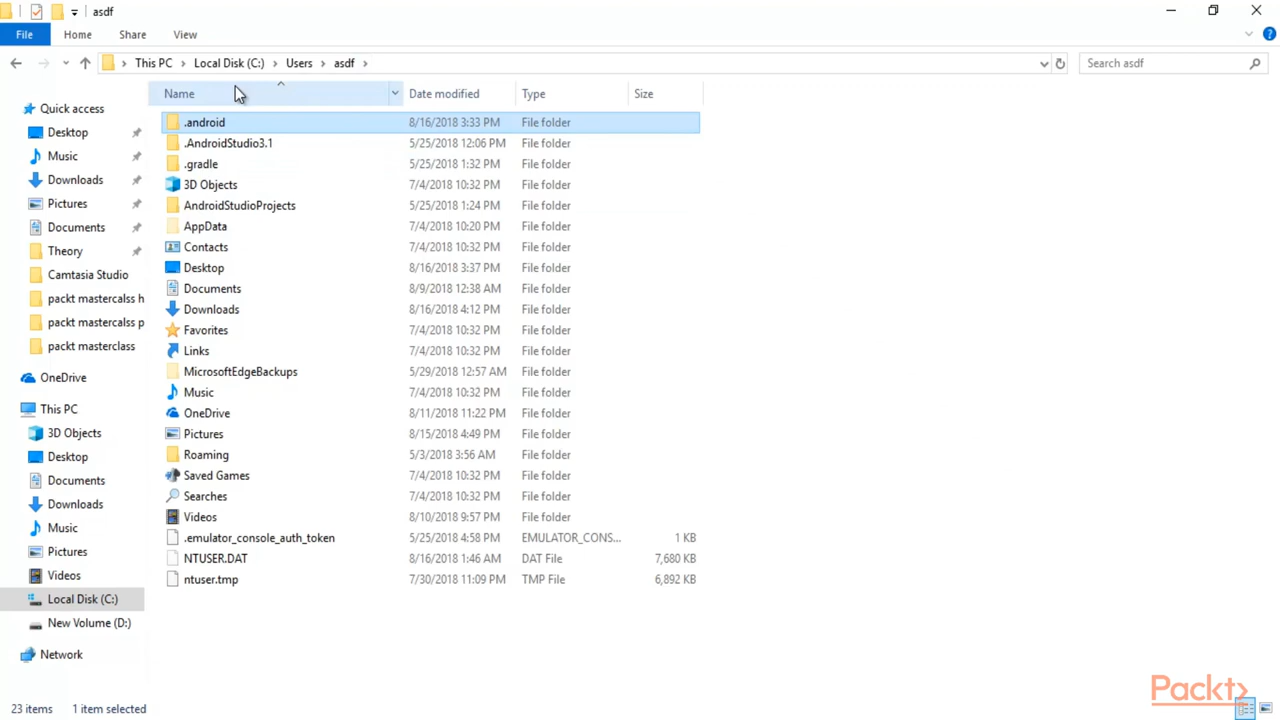 asdf
File Home Share View
This PC Local Disk (C:) Users asdf Search asdf
Name Date modified Type Size
Quick access
Desktop
Music
Downloads
Pictures
Documents
Theory
Camtasia Studio
packt mastercalss h
packt mastercalss p
packt masterclass
OneDrive
This PC
3D Objects
Desktop
Documents
Downloads
Music
Pictures
Videos
Local Disk (C:)
New Volume (D:)
Network
.android 8/16/2018 3:33 PM File folder
.AndroidStudio3.1 5/25/2018 12:06 PM File folder
.gradle 5/25/2018 1:32 PM File folder
3D Objects 7/4/2018 10:32 PM File folder
AndroidStudioProjects 5/25/2018 1:24 PM File folder
AppData 7/4/2018 10:20 PM File folder
Contacts 7/4/2018 10:32 PM File folder
Desktop 8/16/2018 3:37 PM File folder
Documents 8/9/2018 12:38 AM File folder
Downloads 8/16/2018 4:12 PM File folder
Favorites 7/4/2018 10:32 PM File folder
Links 7/4/2018 10:32 PM File folder
MicrosoftEdgeBackups 5/29/2018 12:57 AM File folder
Music 7/4/2018 10:32 PM File folder
OneDrive 8/11/2018 11:22 PM File folder
Pictures 8/15/2018 4:49 PM File folder
Roaming 5/3/2018 3:56 AM File folder
Saved Games 7/4/2018 10:32 PM File folder
Searches 7/4/2018 10:32 PM File folder
Videos 8/10/2018 9:57 PM File folder
.emulator_console_auth_token 5/25/2018 4:58 PM EMULATOR_CONS... 1 KB
NTUSER.DAT 8/16/2018 1:46 AM DAT File 7,680 KB
ntuser.tmp 7/30/2018 11:09 PM TMP File 6,892 KB
Packt
23 items 1 item selected